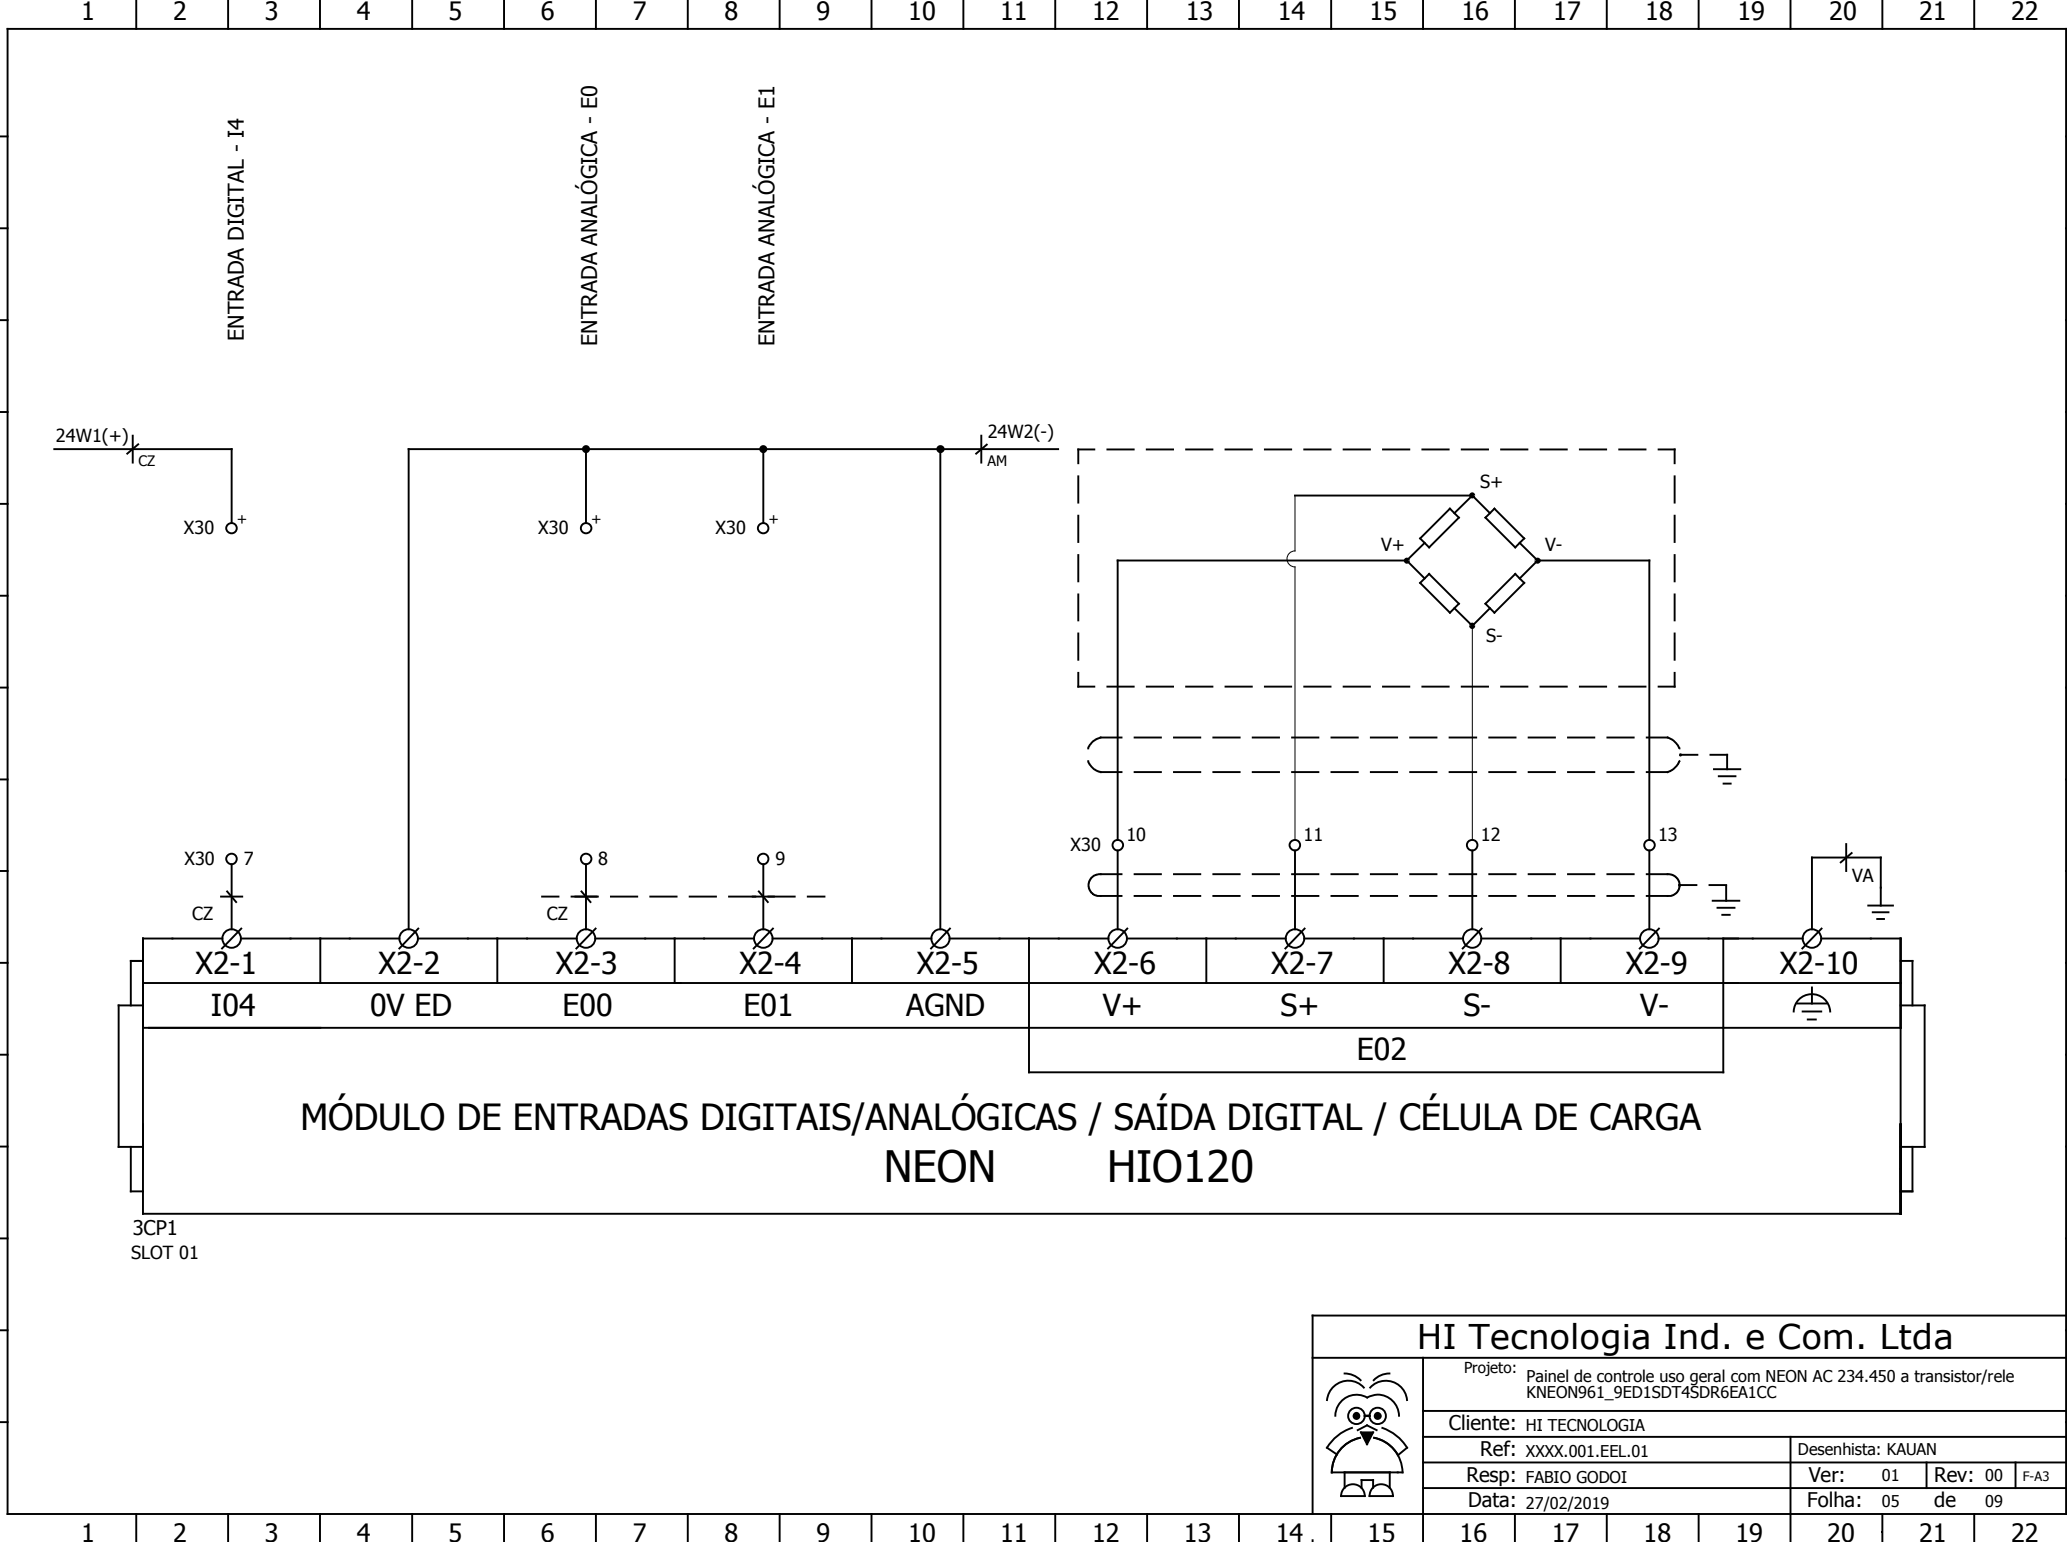 1 2 3 4 5 6 7 8 9 10 11 12 13 14 15 16 17 18 19 20 21 22
ENTRADA DIGITAL - I4
ENTRADA ANALÓGICA - E0
ENTRADA ANALÓGICA - E1
24W1(+)
CZ
24W2(-)
AM
X30 +
X30 +
X30 +
S+
V+
V-
S-
X30 7
8
9
X30 10
11
12
13
CZ
CZ
VA
X2-1 X2-2 X2-3 X2-4 X2-5 X2-6 X2-7 X2-8 X2-9 X2-10
I04 0V ED E00 E01 AGND V+ S+ S- V-
E02
MÓDULO DE ENTRADAS DIGITAIS/ANALÓGICAS / SAÍDA DIGITAL / CÉLULA DE CARGA
NEON HIO120
3CP1
SLOT 01
HI Tecnologia Ind. e Com. Ltda
Projeto: Painel de controle uso geral com NEON AC 234.450 a transistor/rele
KNEON961_9ED1SDT4SDR6EA1CC
Cliente: HI TECNOLOGIA
Ref: XXXX.001.EEL.01 Desenhista: KAUAN
Resp: FABIO GODOI Ver: 01 Rev: 00 F-A3
Data: 27/02/2019 Folha: 05 de 09
1 2 3 4 5 6 7 8 9 10 11 12 13 14 15 16 17 18 19 20 21 22